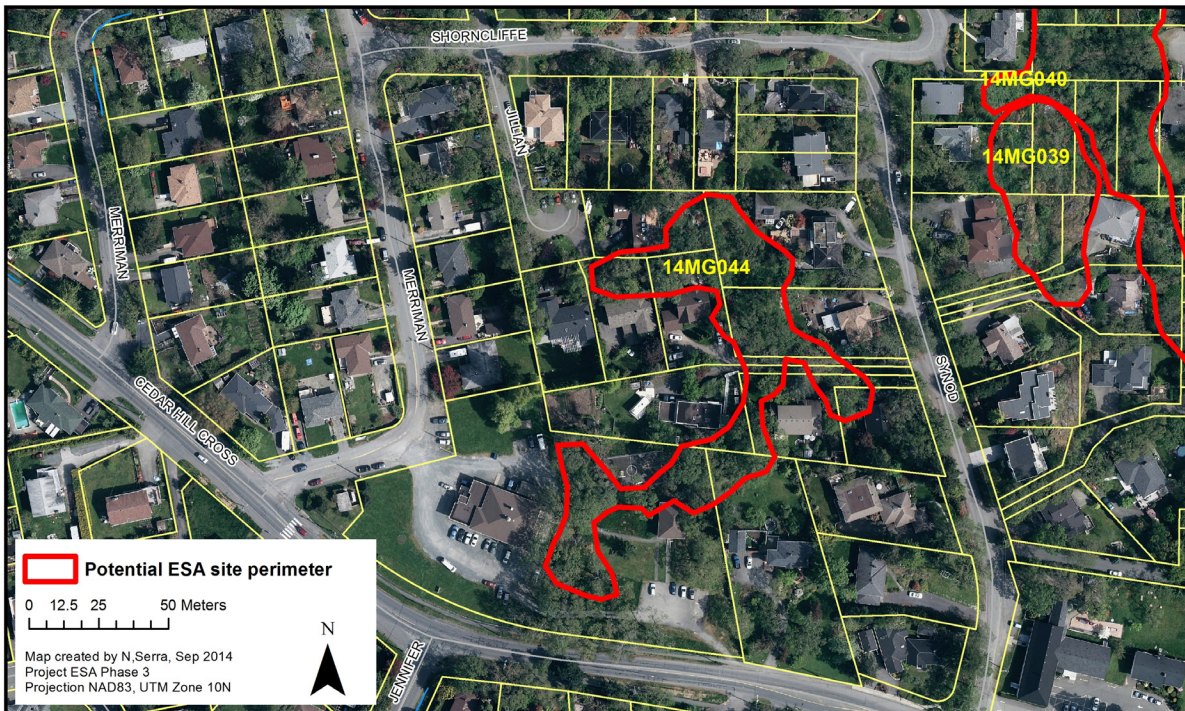 SHORNCLIFFE
14MG040
JILLIAN
14MG039
MERRIMAN
14MG044
MERRIMAN
SYNOD
CEDAR HILL CROSS
Potential ESA site perimeter
0 12.5 25 50 Meters
N
Map created by N,Serra, Sep 2014
Project ESA Phase 3
Projection NAD83, UTM Zone 10N
JENNIFER